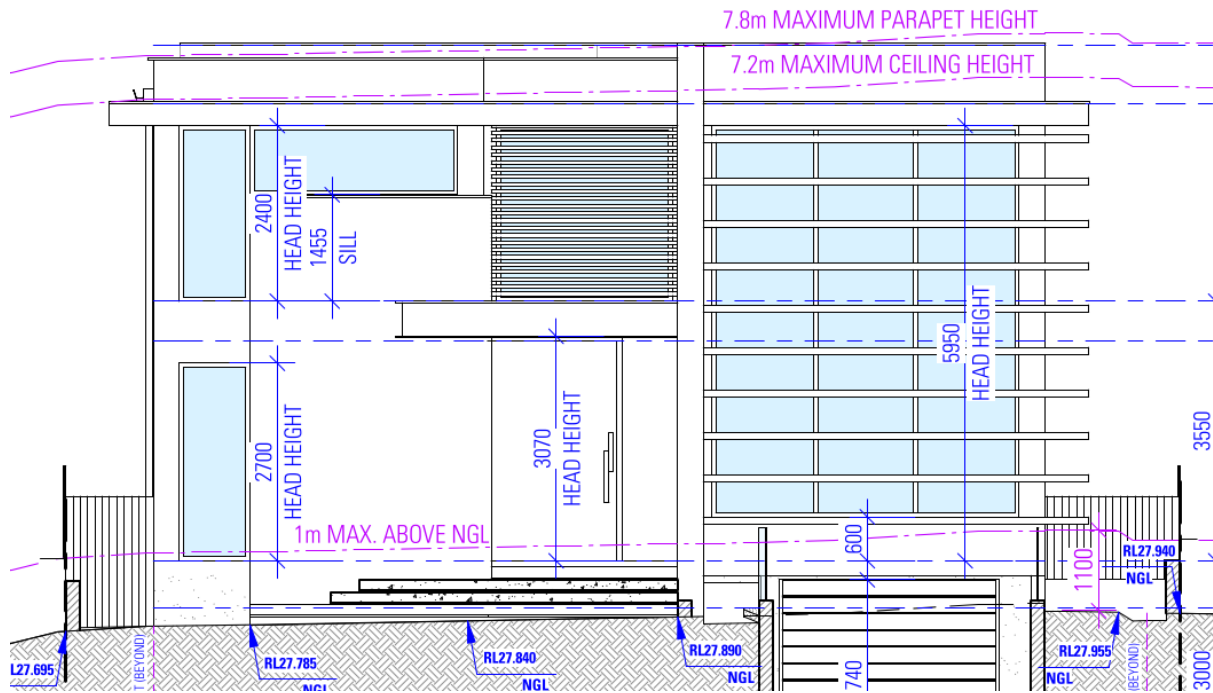 7.8m MAXIMUM PARAPET HEIGHT
7.2m MAXIMUM CEILING HEIGHT
2400
HEAD HEIGHT
1455
SILL
5950
HEAD HEIGHT
2700
HEAD HEIGHT
3070
HEAD HEIGHT
3550
1m MAX. ABOVE NGL
600
1100
RL27.940
NGL
L27.695
RL27.785
NGL
RL27.840
NGL
RL27.890
NGL
RL27.955
NGL
T (BEYOND)
740
(BEYOND)
3000